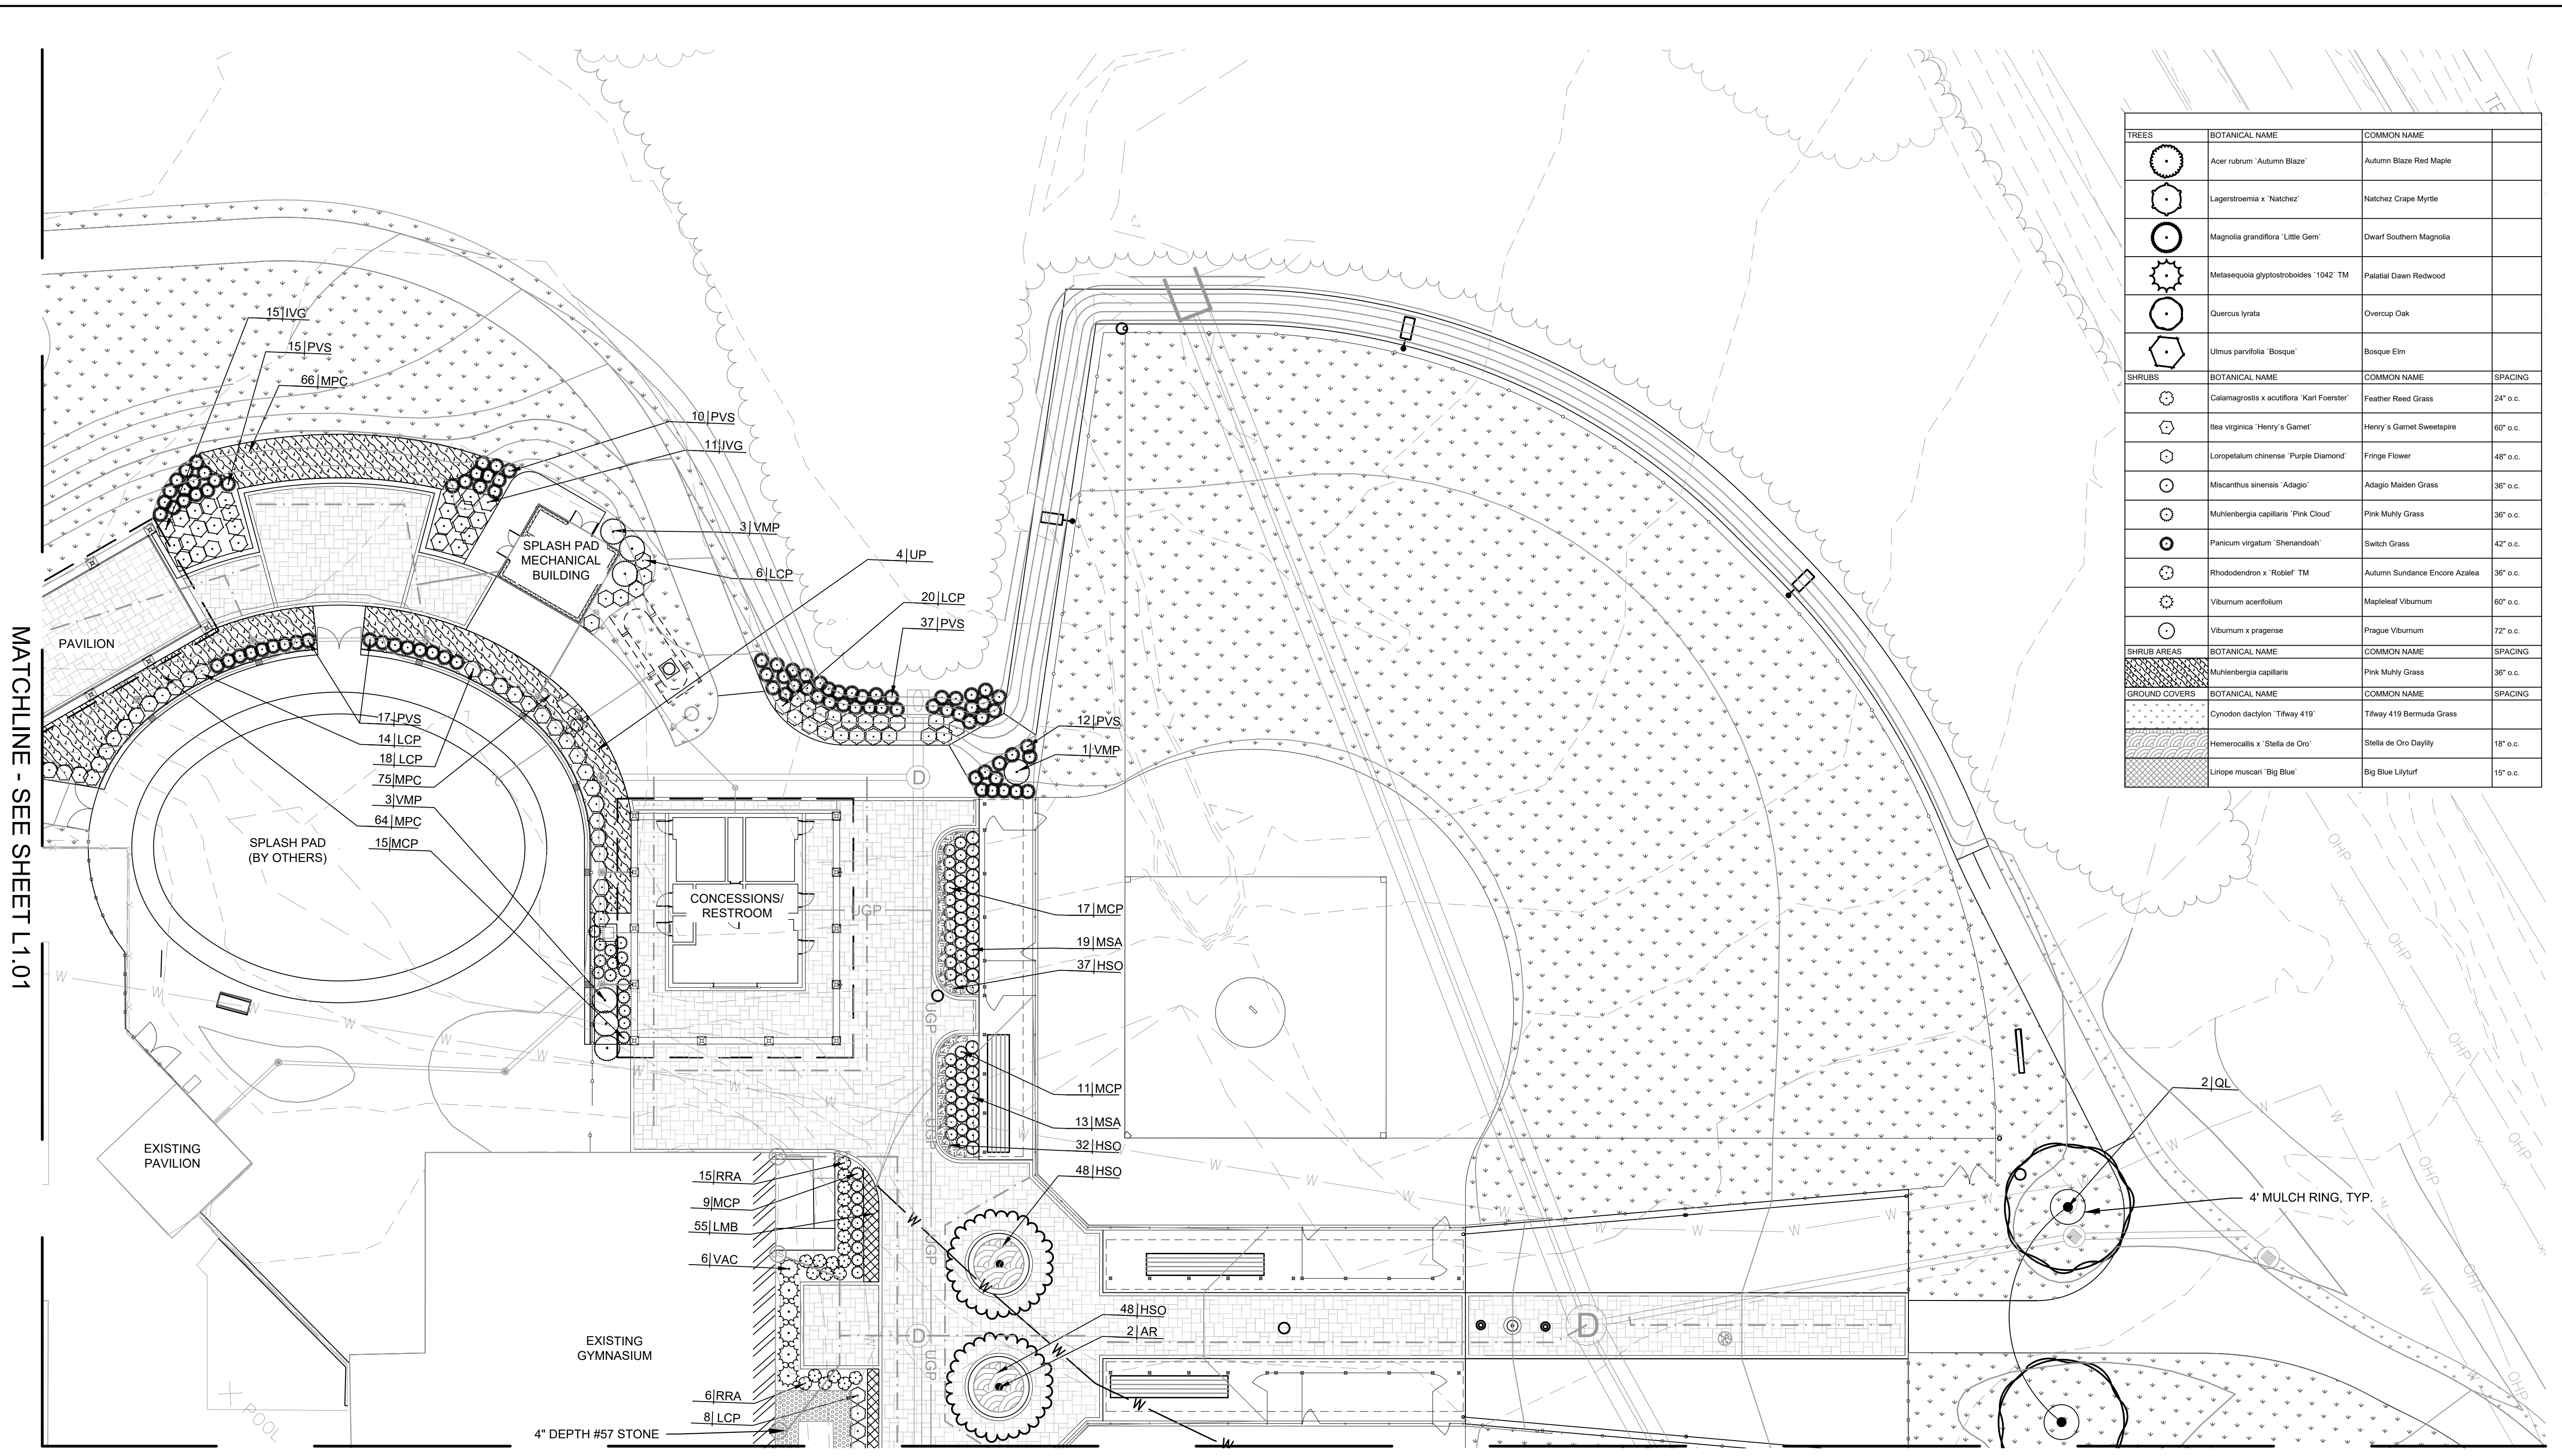 MATCHLINE - SEE SHEET L1.01
15 IVG
15 PVS
66 MPC
10 PVS
11 IVG
3 VMP
6 LCP
4 UP
20 LCP
37 PVS
SPLASH PAD
MECHANICAL
BUILDING
PAVILION
17 PVS
14 LCP
18 LCP
75 MPC
3 VMP
64 MPC
15 MCP
SPLASH PAD
(BY OTHERS)
12 PVS
1 VMP
D
CONCESSIONS/
RESTROOM
UGP
17 MCP
19 MSA
37 HSO
UGP
11 MCP
13 MSA
32 HSO
UGP
48 HSO
EXISTING
PAVILION
15 RRA
9 MCP
55 LMB
6 VAC
UGP
48 HSO
2 AR
D
UGP
D
EXISTING
GYMNASIUM
6 RRA
8 LCP
4" DEPTH #57 STONE
POOL
2 QL
4' MULCH RING, TYP.
W
W
W
W
W
W
W
W
OHP
OHP
OHP
OHP
OHP
OHP
TREES BOTANICAL NAME COMMON NAME
Acer rubrum `Autumn Blaze` Autumn Blaze Red Maple
Lagerstroemia x `Natchez` Natchez Crape Myrtle
Magnolia grandiflora `Little Gem` Dwarf Southern Magnolia
Metasequoia glyptostroboides `1042` TM Palatial Dawn Redwood
Quercus lyrata Overcup Oak
Ulmus parvifolia `Bosque` Bosque Elm
SHRUBS BOTANICAL NAME COMMON NAME SPACING
Calamagrostis x acutiflora `Karl Foerster` Feather Reed Grass 24" o.c.
Itea virginica `Henry`s Garnet` Henry`s Garnet Sweetspire 60" o.c.
Loropetalum chinense `Purple Diamond` Fringe Flower 48" o.c.
Miscanthus sinensis `Adagio` Adagio Maiden Grass 36" o.c.
Muhlenbergia capillaris `Pink Cloud` Pink Muhly Grass 36" o.c.
Panicum virgatum `Shenandoah` Switch Grass 42" o.c.
Rhododendron x `Roblef` TM Autumn Sundance Encore Azalea 36" o.c.
Viburnum acerifolium Mapleleaf Viburnum 60" o.c.
Viburnum x pragense Prague Viburnum 72" o.c.
SHRUB AREAS BOTANICAL NAME COMMON NAME SPACING
Muhlenbergia capillaris Pink Muhly Grass 36" o.c.
GROUND COVERS BOTANICAL NAME COMMON NAME SPACING
Cynodon dactylon `Tifway 419` Tifway 419 Bermuda Grass
Hemerocallis x `Stella de Oro` Stella de Oro Daylily 18" o.c.
Liriope muscari `Big Blue` Big Blue Lilyturf 15" o.c.